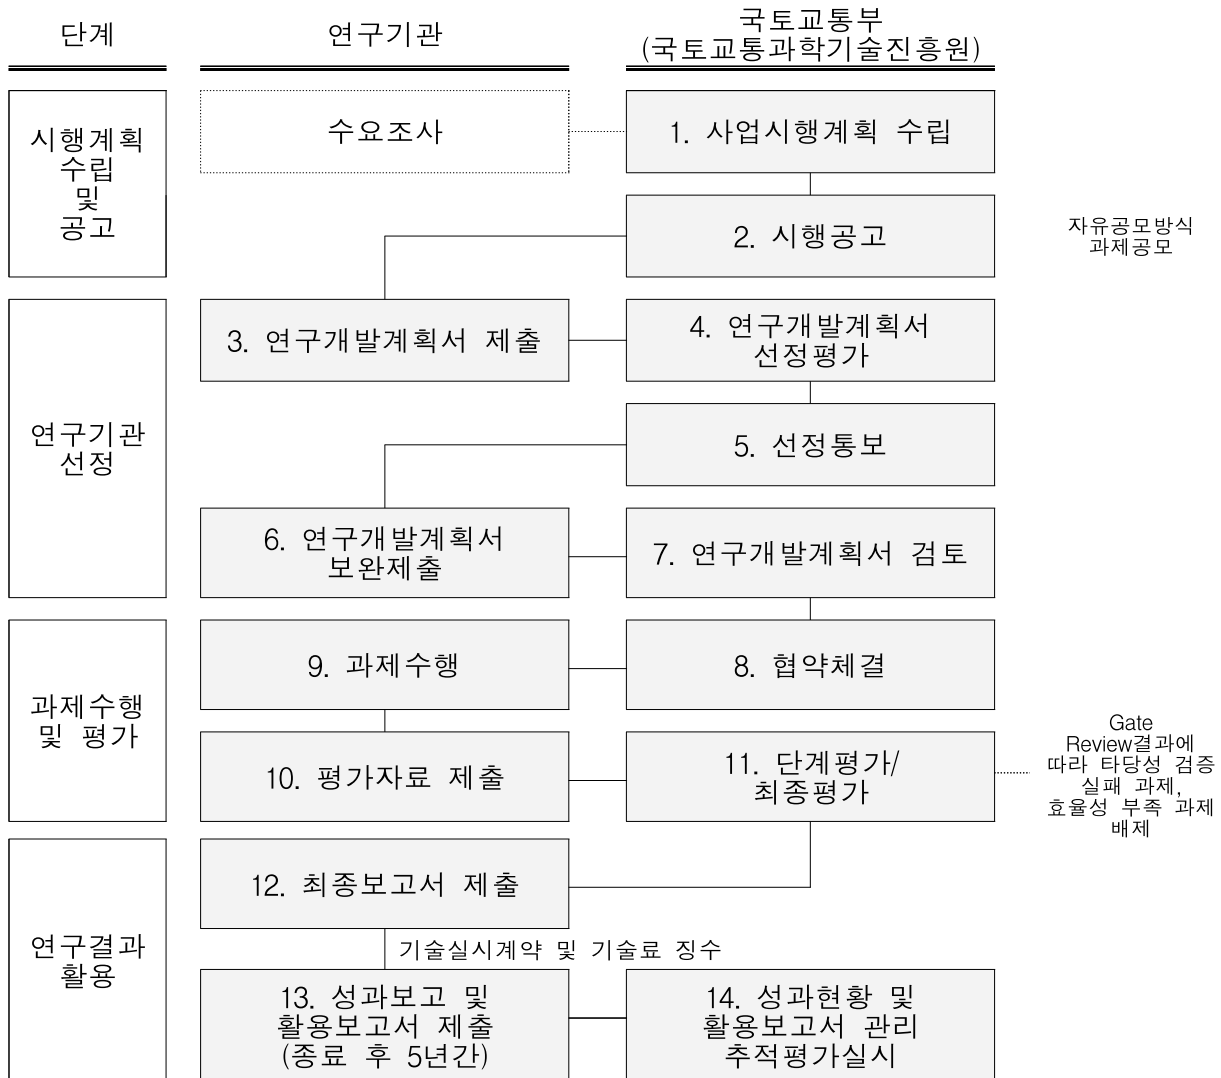 단계
연구기관
국토교통부
(국토교통과학기술진흥원)
시행계획
수립
및
공고
수요조사
1. 사업시행계획 수립
2. 시행공고
자유공모방식
과제공모
연구기관
선정
3. 연구개발계획서 제출
4. 연구개발계획서
선정평가
5. 선정통보
6. 연구개발계획서
보완제출
7. 연구개발계획서 검토
과제수행
및 평가
9. 과제수행
8. 협약체결
10. 평가자료 제출
11. 단계평가/
최종평가
Gate
Review결과에
따라 타당성 검증
실패 과제,
효율성 부족 과제
배제
연구결과
활용
12. 최종보고서 제출
기술실시계약 및 기술료 징수
13. 성과보고 및
활용보고서 제출
(종료 후 5년간)
14. 성과현황 및
활용보고서 관리
추적평가실시